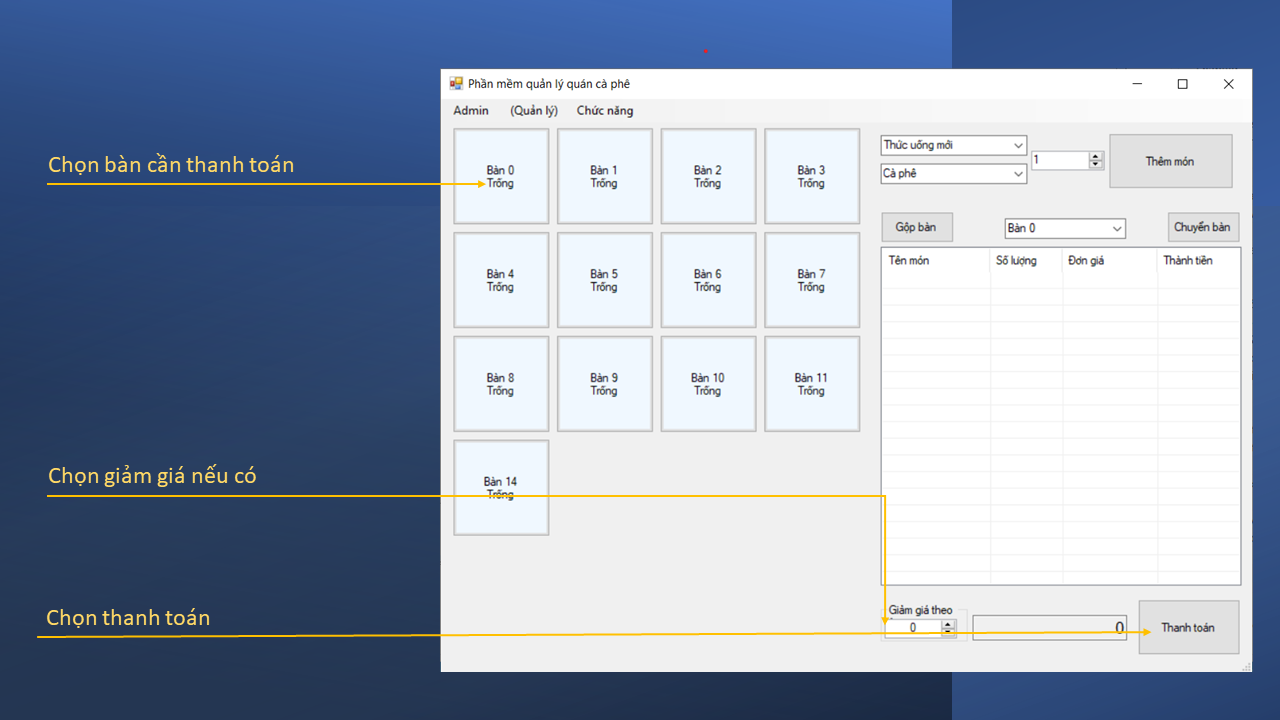 Phần mềm quản lý quán cà phê
Admin (Quản lý) Chức năng
Chọn bàn cần thanh toán
Bàn 0
Trống
Bàn 1
Trống
Bàn 2
Trống
Bàn 3
Trống
Thức uống mới
1
Thêm món
Cà phê
Gộp bàn
Bàn 0
Chuyển bàn
Tên món Số lượng Đơn giá Thành tiền
Bàn 4
Trống
Bàn 5
Trống
Bàn 6
Trống
Bàn 7
Trống
Bàn 8
Trống
Bàn 9
Trống
Bàn 10
Trống
Bàn 11
Trống
Chọn giảm giá nếu có
Bàn 14
Trống
Chọn thanh toán
Giảm giá theo
0
0
Thanh toán